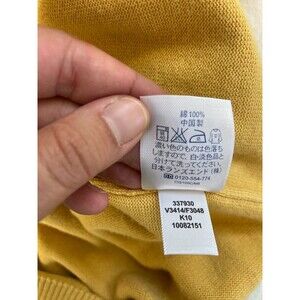 綿100%
中国製
濃い色のものは色落ち
しますので、白・淡色品と
分けて洗ってください。
日本ランズエンド(株)
0120-554-774
337930
V3414/F3048
K10
10082151